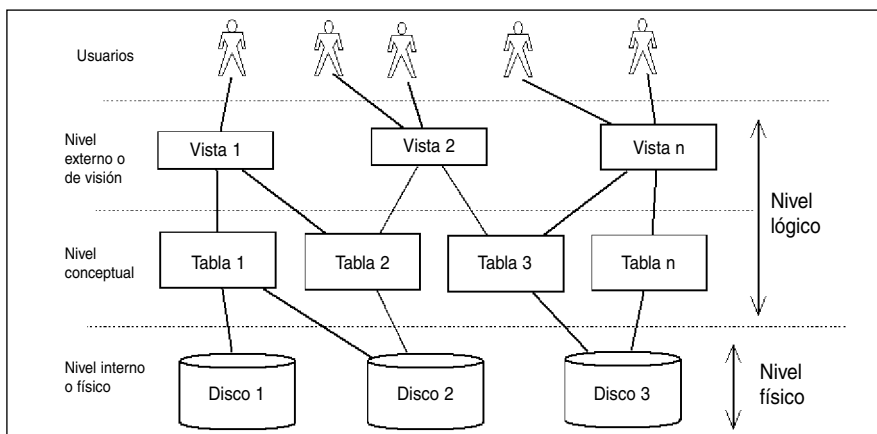 Usuarios
Nivel
externo o
de visión
Vista 1
Vista 2
Vista n
Nivel
lógico
Nivel
conceptual
Tabla 1
Tabla 2
Tabla 3
Tabla n
Nivel interno
o físico
Disco 1
Disco 2
Disco 3
Nivel
físico